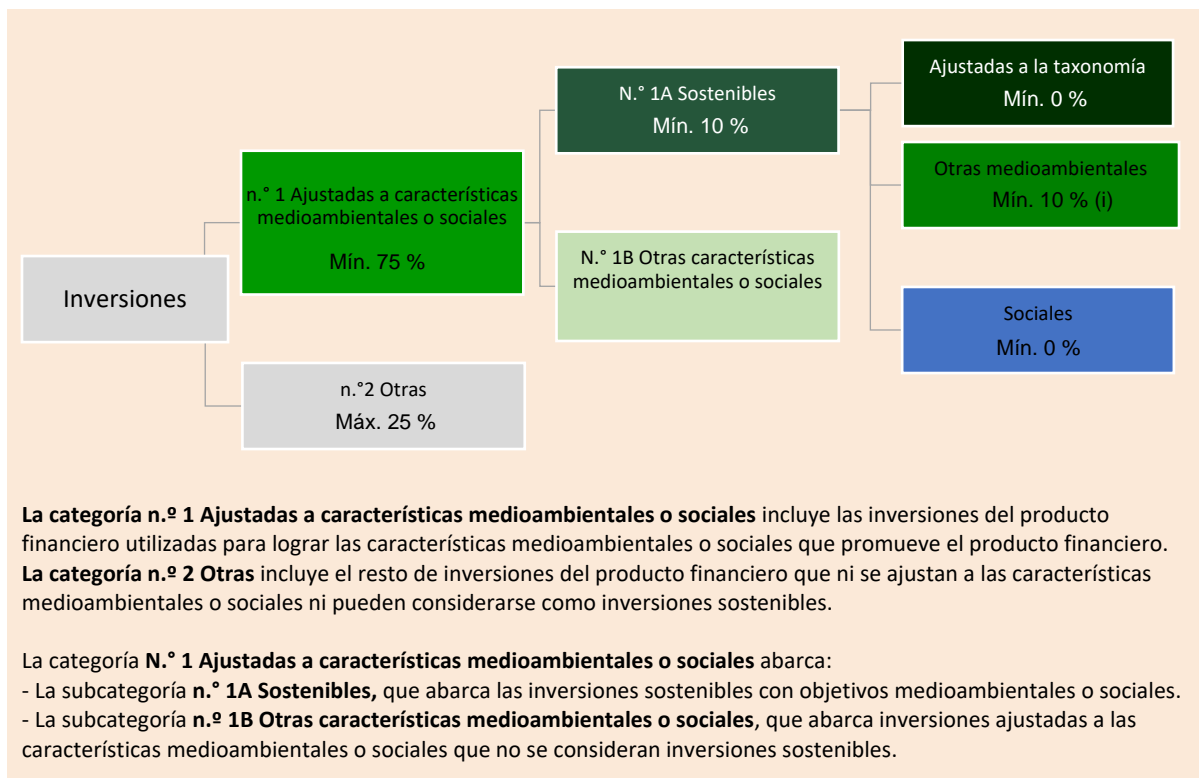 Inversiones
n.° 1 Ajustadas a características
medioambientales o sociales
Mín. 75 %
n.°2 Otras
Máx. 25 %
N.° 1A Sostenibles
Mín. 10 %
N.° 1B Otras características
medioambientales o sociales
Ajustadas a la taxonomía
Mín. 0 %
Otras medioambientales
Mín. 10 % (i)
Sociales
Mín. 0 %
La categoría n.º 1 Ajustadas a características medioambientales o sociales incluye las inversiones del producto
financiero utilizadas para lograr las características medioambientales o sociales que promueve el producto financiero.
La categoría n.º 2 Otras incluye el resto de inversiones del producto financiero que ni se ajustan a las características
medioambientales o sociales ni pueden considerarse como inversiones sostenibles.
La categoría N.° 1 Ajustadas a características medioambientales o sociales abarca:
- La subcategoría n.° 1A Sostenibles, que abarca las inversiones sostenibles con objetivos medioambientales o sociales.
- La subcategoría n.º 1B Otras características medioambientales o sociales, que abarca inversiones ajustadas a las
características medioambientales o sociales que no se consideran inversiones sostenibles.